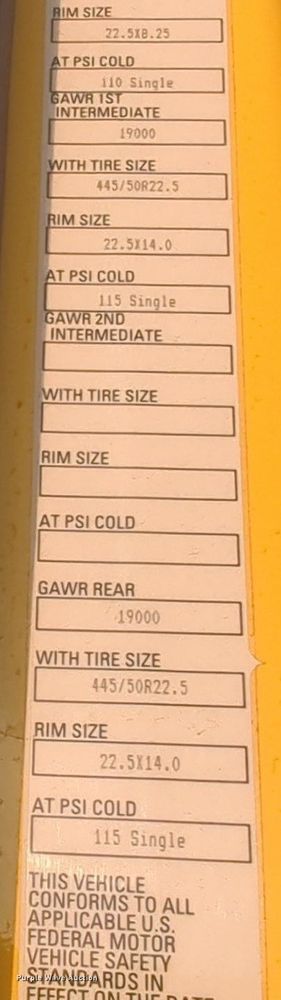 RIM SIZE
22.5X8.25
AT PSI COLD
110 Single
GAWR 1ST
INTERMEDIATE
19000
WITH TIRE SIZE
445/50R22.5
RIM SIZE
22.5X14.0
AT PSI COLD
115 Single
GAWR 2ND
INTERMEDIATE
WITH TIRE SIZE
RIM SIZE
AT PSI COLD
GAWR REAR
19000
WITH TIRE SIZE
445/50R22.5
RIM SIZE
22.5X14.0
AT PSI COLD
115 Single
THIS VEHICLE
CONFORMS TO ALL
APPLICABLE U.S.
FEDERAL MOTOR
VEHICLE SAFETY
Purple Wave Auction
IN
EFFECT ON THE